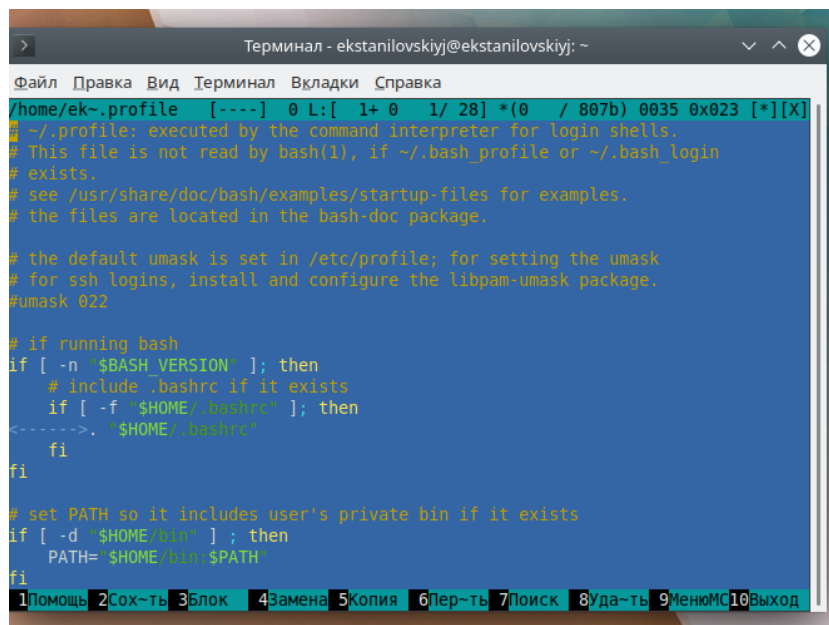 Терминал - ekstanilovskiyj@ekstanilovskiyj: ~
Файл Правка Вид Терминал Вкладки Справка
/home/ek~.profile [----] 0 L:[ 1+ 0 1/ 28] *(0 / 807b) 0035 0x023 [*][X]
# ~/.profile: executed by the command interpreter for login shells.
# This file is not read by bash(1), if ~/.bash_profile or ~/.bash_login
# exists.
# see /usr/share/doc/bash/examples/startup-files for examples.
# the files are located in the bash-doc package.
# the default umask is set in /etc/profile; for setting the umask
# for ssh logins, install and configure the libpam-umask package.
#umask 022
# if running bash
if [ -n "$BASH_VERSION" ]; then
    # include .bashrc if it exists
    if [ -f "$HOME/.bashrc" ]; then
<------>. "$HOME/.bashrc"
    fi
fi
# set PATH so it includes user's private bin if it exists
if [ -d "$HOME/bin" ] ; then
    PATH="$HOME/bin:$PATH"
fi
1Помощь 2Сох~ть 3Блок 4Замена 5Копия 6Пер~ть 7Поиск 8Уда~ть 9МенюМС 10Выход